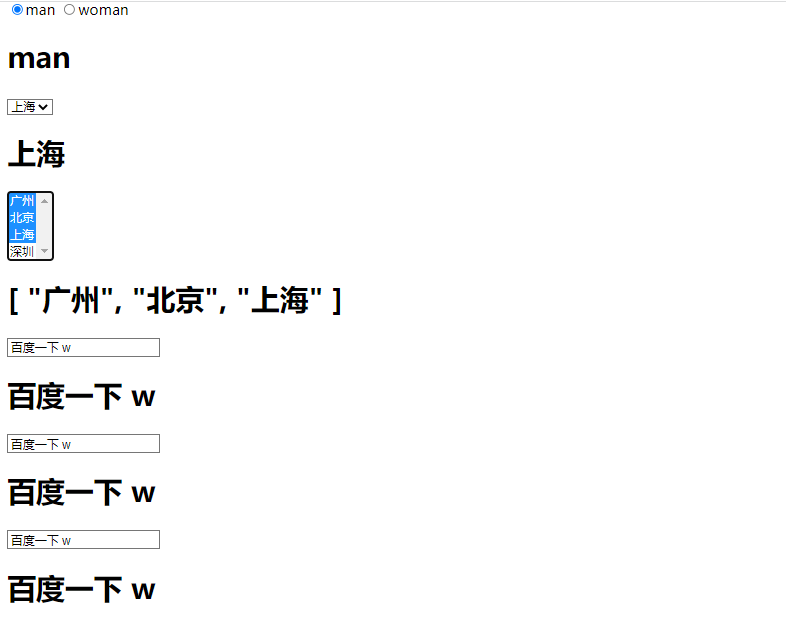 man woman
man
上海
上海
广州
北京
上海
深圳
[ "广州", "北京", "上海" ]
百度一下 w
百度一下 w
百度一下 w
百度一下 w
百度一下 w
百度一下 w